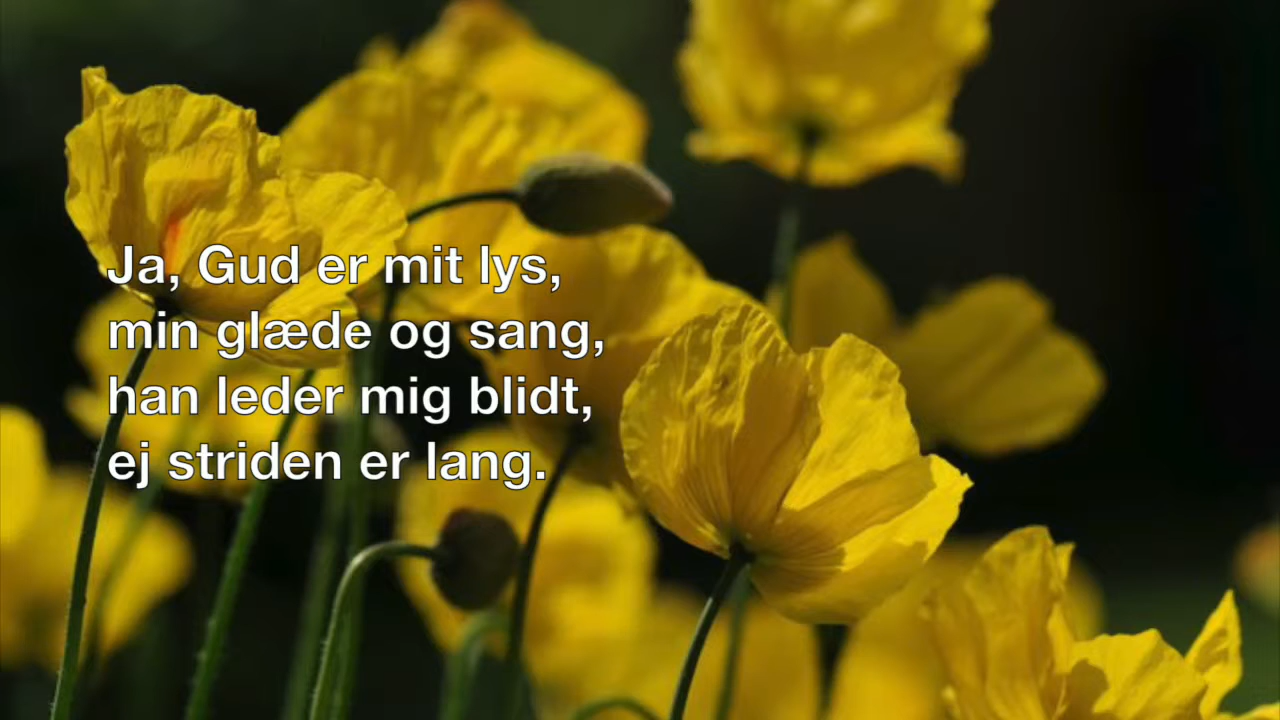 Ja, Gud er mit lys,
min glæde og sang,
han leder mig blidt,
ej striden er lang.